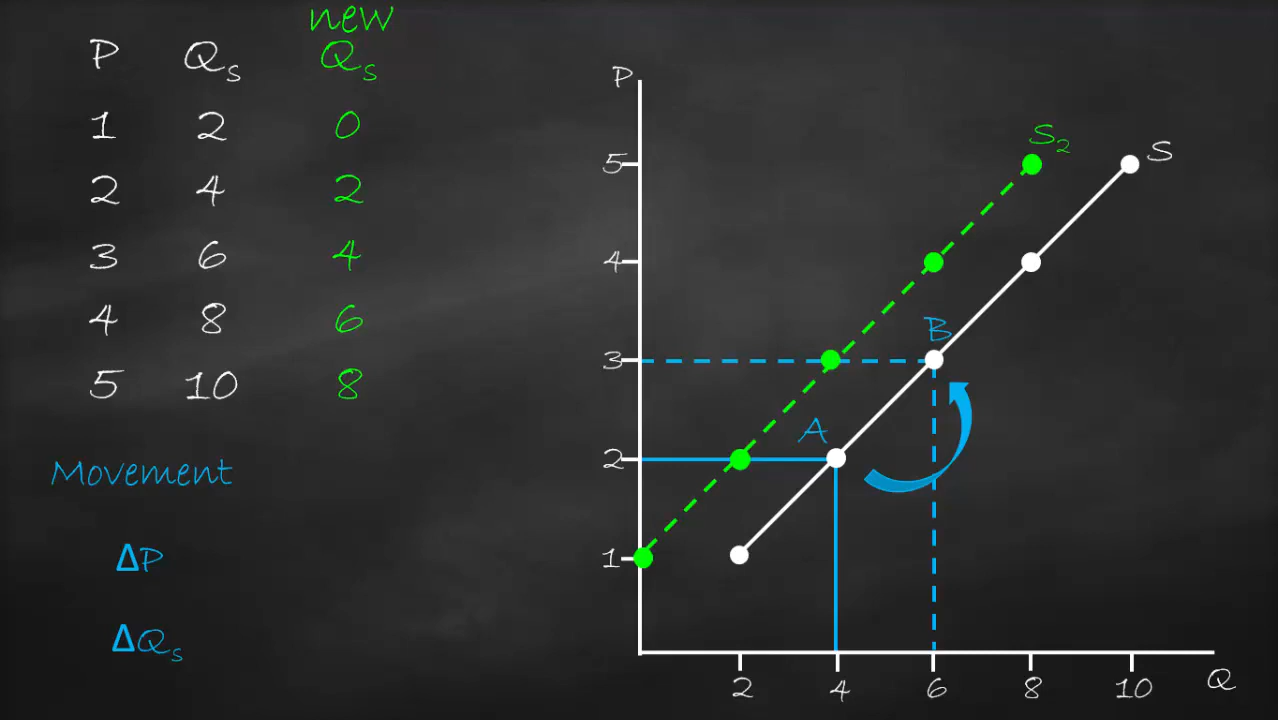 new
P Qs Qs
1 2 0
2 4 2
3 6 4
4 8 6
5 10 8
Movement
ΔP
ΔQs
P
5
4
3
2
1
S2
S
B
A
2 4 6 8 10 Q